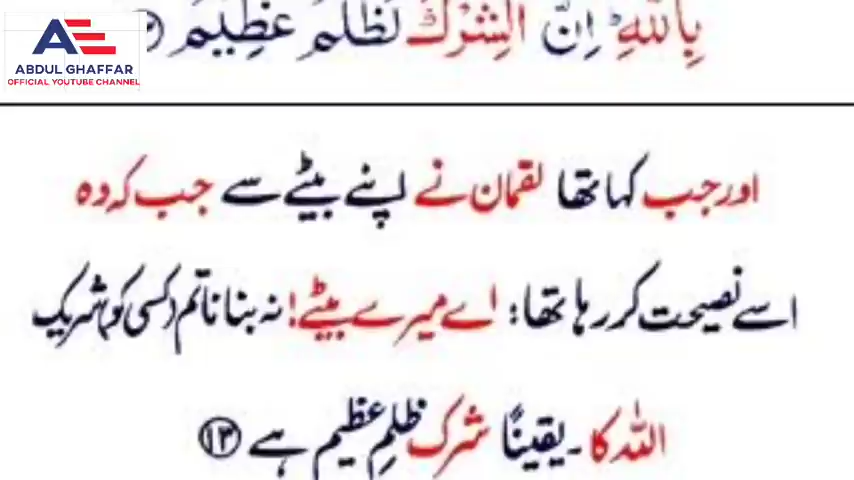 بِاللّٰهِ ؕ اِنَّ الشِّرْكَ لَظُلْمٌ عَظِيْمٌ
ABDUL GHAFFAR
OFFICIAL YOUTUBE CHANNEL
اور جب کہا تھا لقمان نے اپنے بیٹے سے جب کہ وہ
اسے نصیحت کر رہا تھا: اے میرے بیٹے! نہ بنانا تم (کسی کو) شریک
اللہ کا۔ یقیناً شرک ظلمِ عظیم ہے ⑬